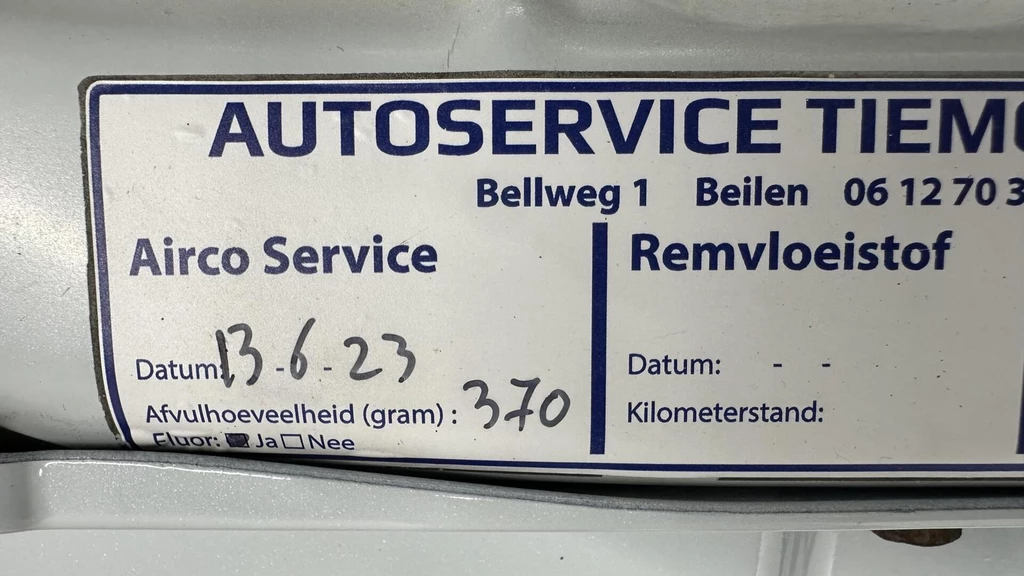 AUTOSERVICE TIEMO
Bellweg 1 Beilen 06 12 70 3
Airco Service
Datum: 13-6-23
Afvulhoeveelheid (gram) : 370
Fluor: Ja Nee
Remvloeistof
Datum: - -
Kilometerstand: